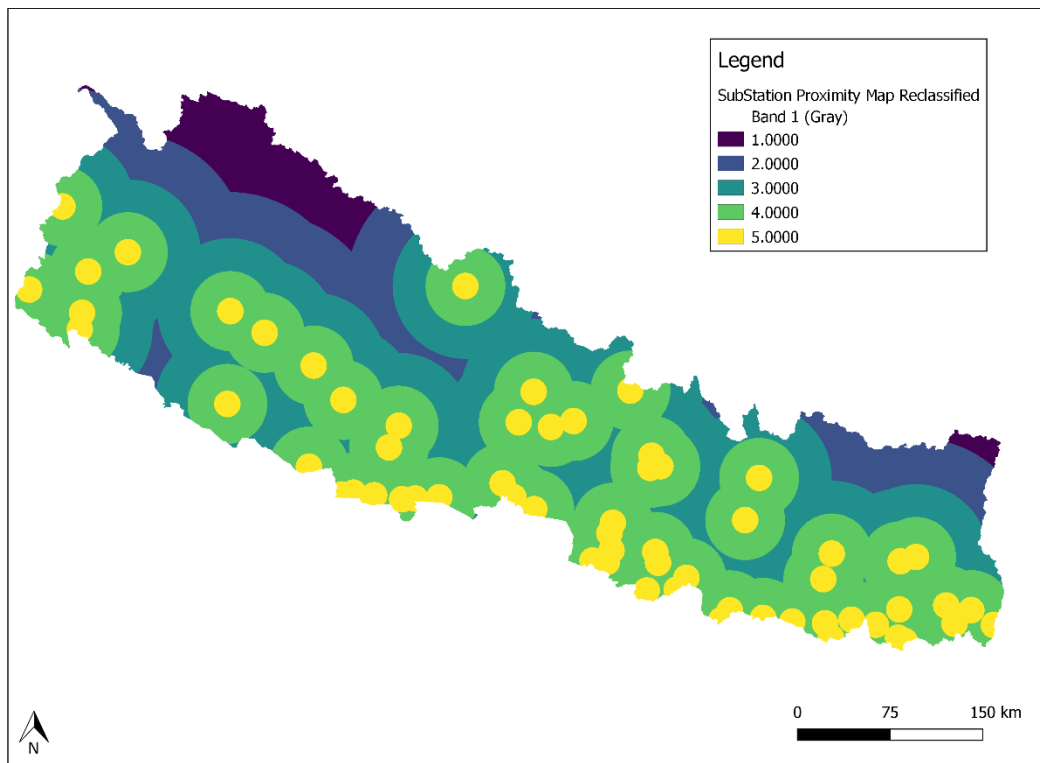 Legend
SubStation Proximity Map Reclassified
Band 1 (Gray)
1.0000
2.0000
3.0000
4.0000
5.0000
N
0 75 150 km